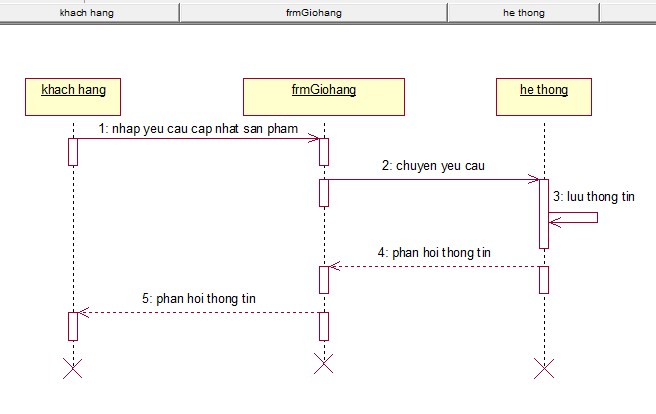 khach hang
frmGiohang
he thong
khach hang
frmGiohang
he thong
1: nhap yeu cau cap nhat san pham
2: chuyen yeu cau
3: luu thong tin
4: phan hoi thong tin
5: phan hoi thong tin